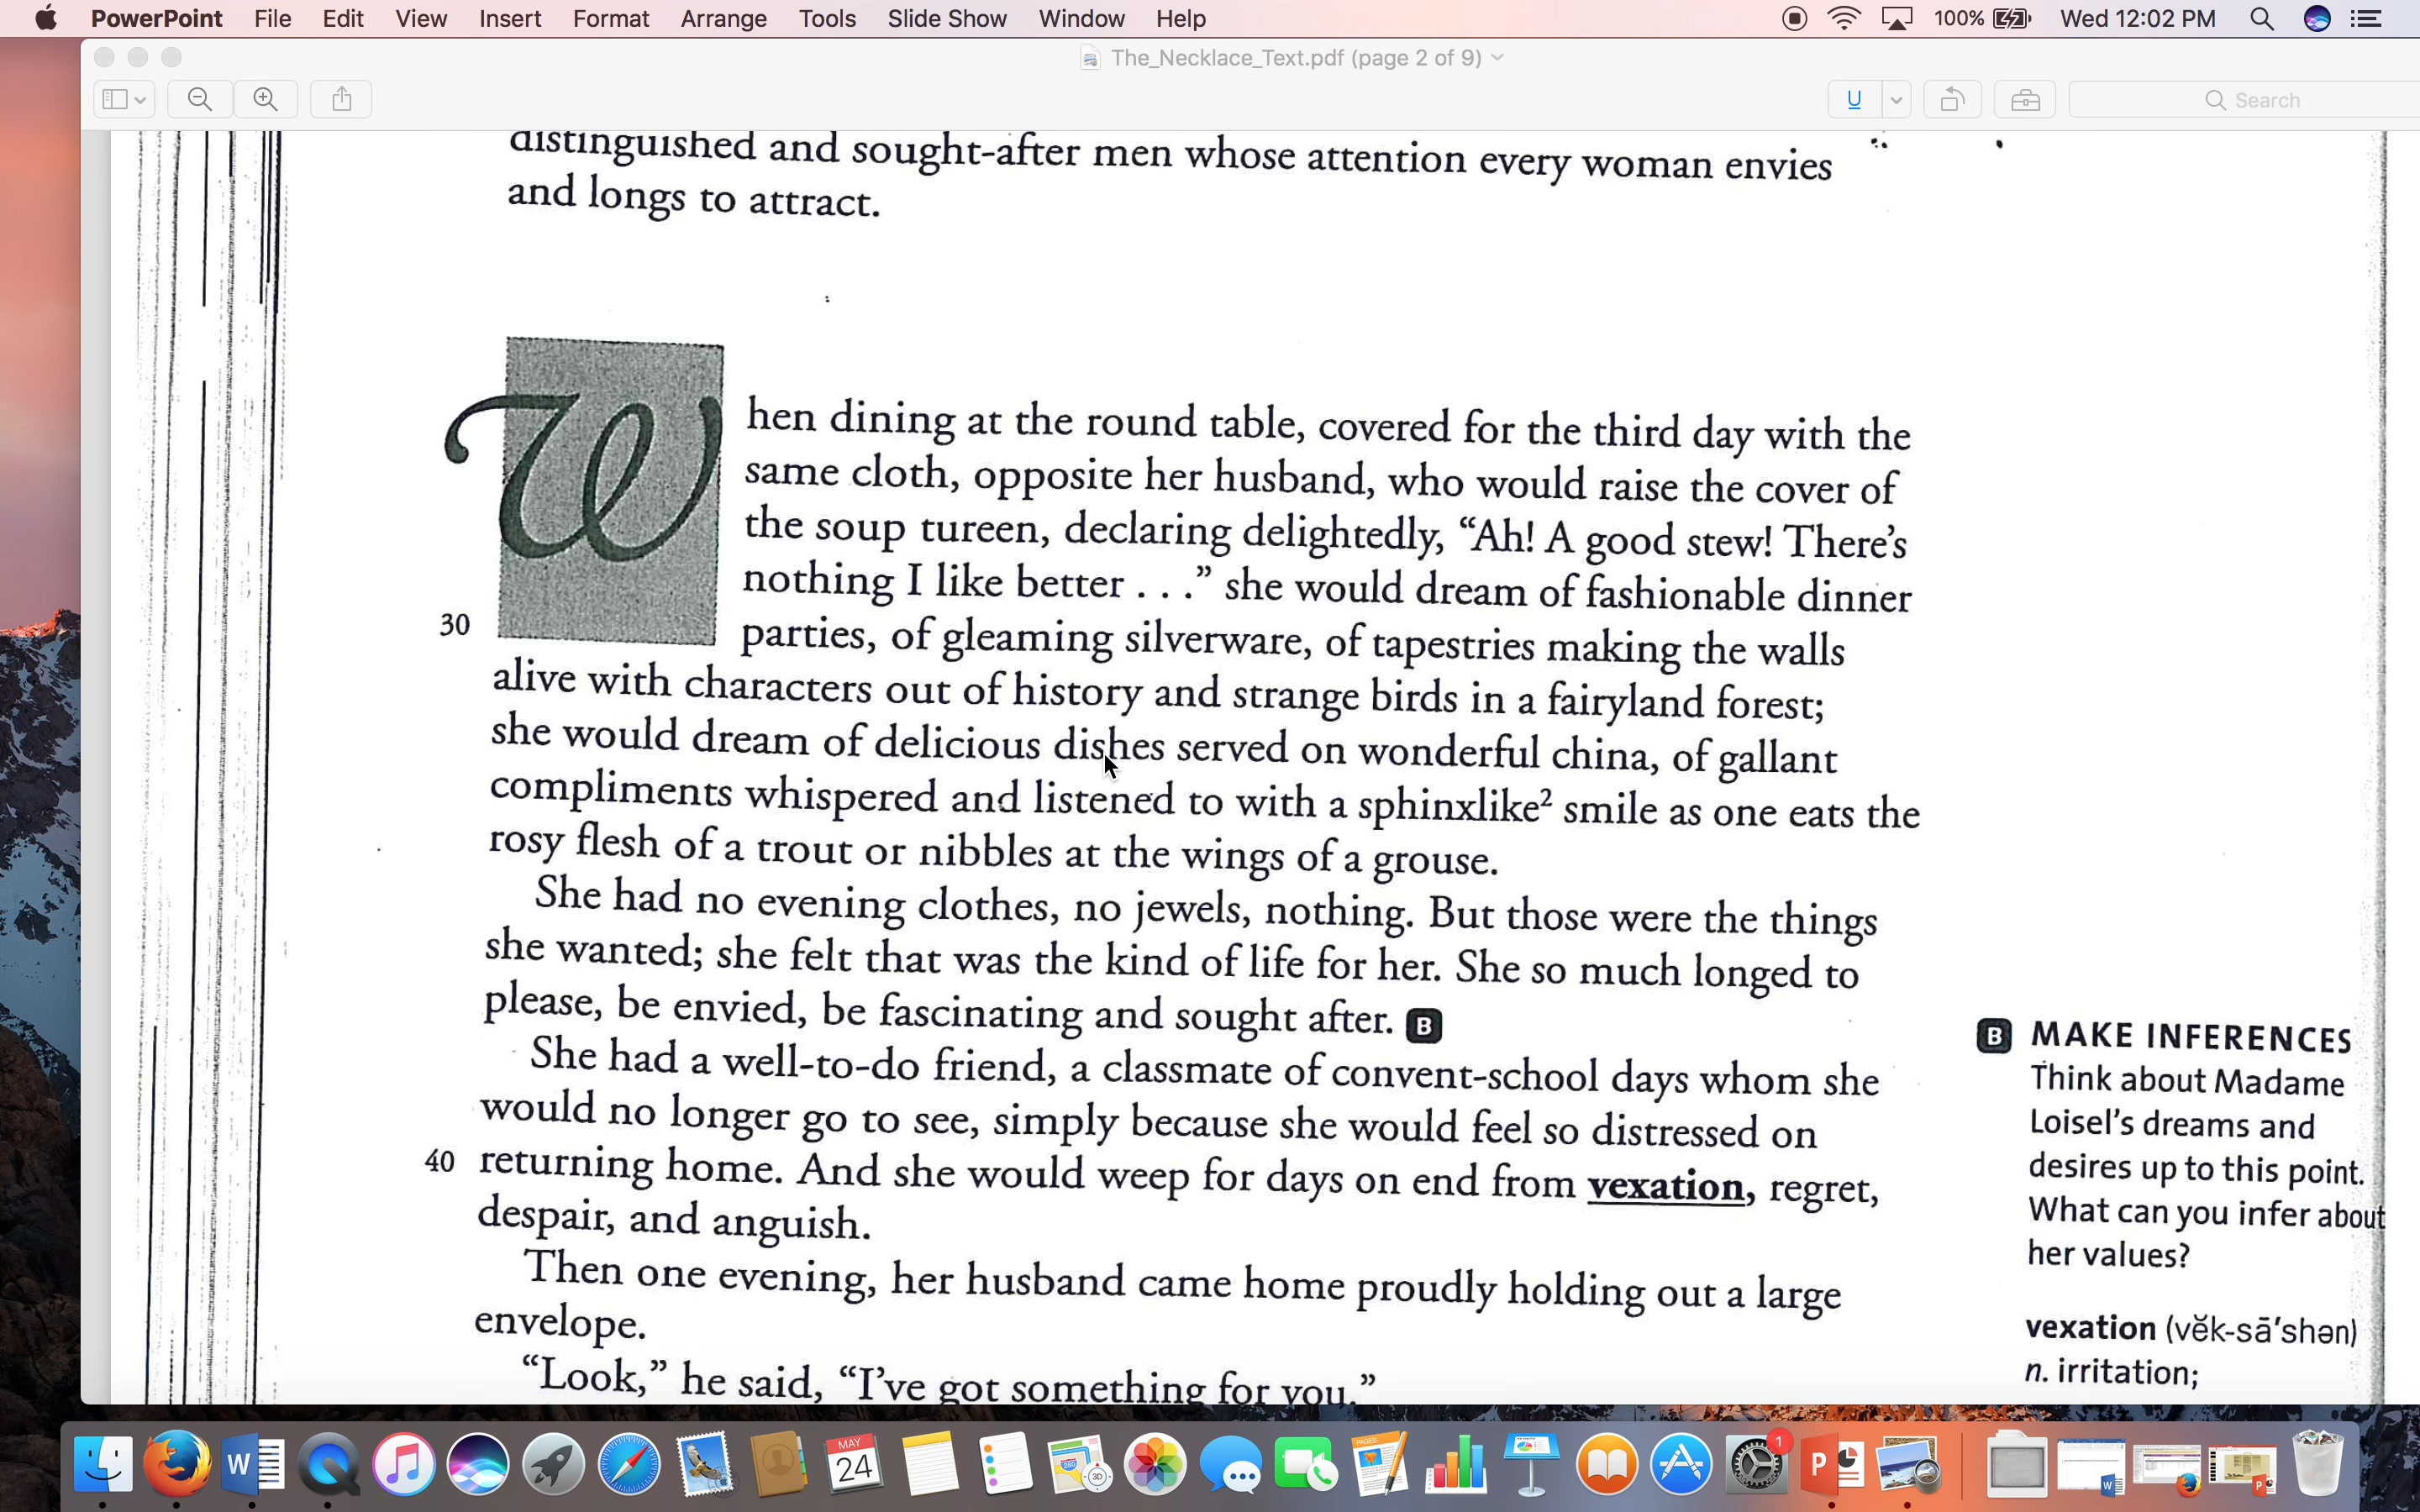 PowerPoint File Edit View Insert Format Arrange Tools Slide Show Window Help 100% Wed 12:02 PM
The_Necklace_Text.pdf (page 2 of 9)
U Search
distinguished and sought-after men whose attention every woman envies
and longs to attract.
When dining at the round table, covered for the third day with the
same cloth, opposite her husband, who would raise the cover of
the soup tureen, declaring delightedly, “Ah! A good stew! There’s
nothing I like better . . .” she would dream of fashionable dinner
30 parties, of gleaming silverware, of tapestries making the walls
alive with characters out of history and strange birds in a fairyland forest;
she would dream of delicious dishes served on wonderful china, of gallant
compliments whispered and listened to with a sphinxlike² smile as one eats the
rosy flesh of a trout or nibbles at the wings of a grouse.
She had no evening clothes, no jewels, nothing. But those were the things
she wanted; she felt that was the kind of life for her. She so much longed to
please, be envied, be fascinating and sought after. B
She had a well-to-do friend, a classmate of convent-school days whom she
would no longer go to see, simply because she would feel so distressed on
40 returning home. And she would weep for days on end from vexation, regret,
despair, and anguish.
Then one evening, her husband came home proudly holding out a large
envelope.
“Look,” he said, “I’ve got something for you.”
B MAKE INFERENCES
Think about Madame
Loisel’s dreams and
desires up to this point.
What can you infer about
her values?
vexation (vĕk-sā′shən)
n. irritation;
W
MAY
24
PAGES
280
3D
1
P
W
P